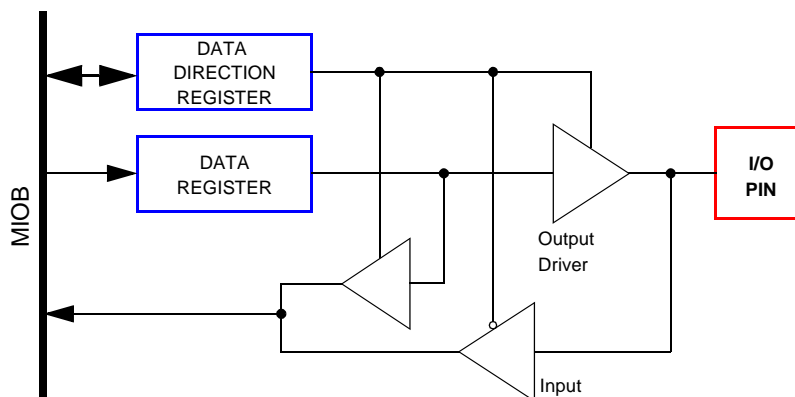 DATA
DIRECTION
REGISTER
DATA
REGISTER
MIOB
I/O
PIN
Output
Driver
Input